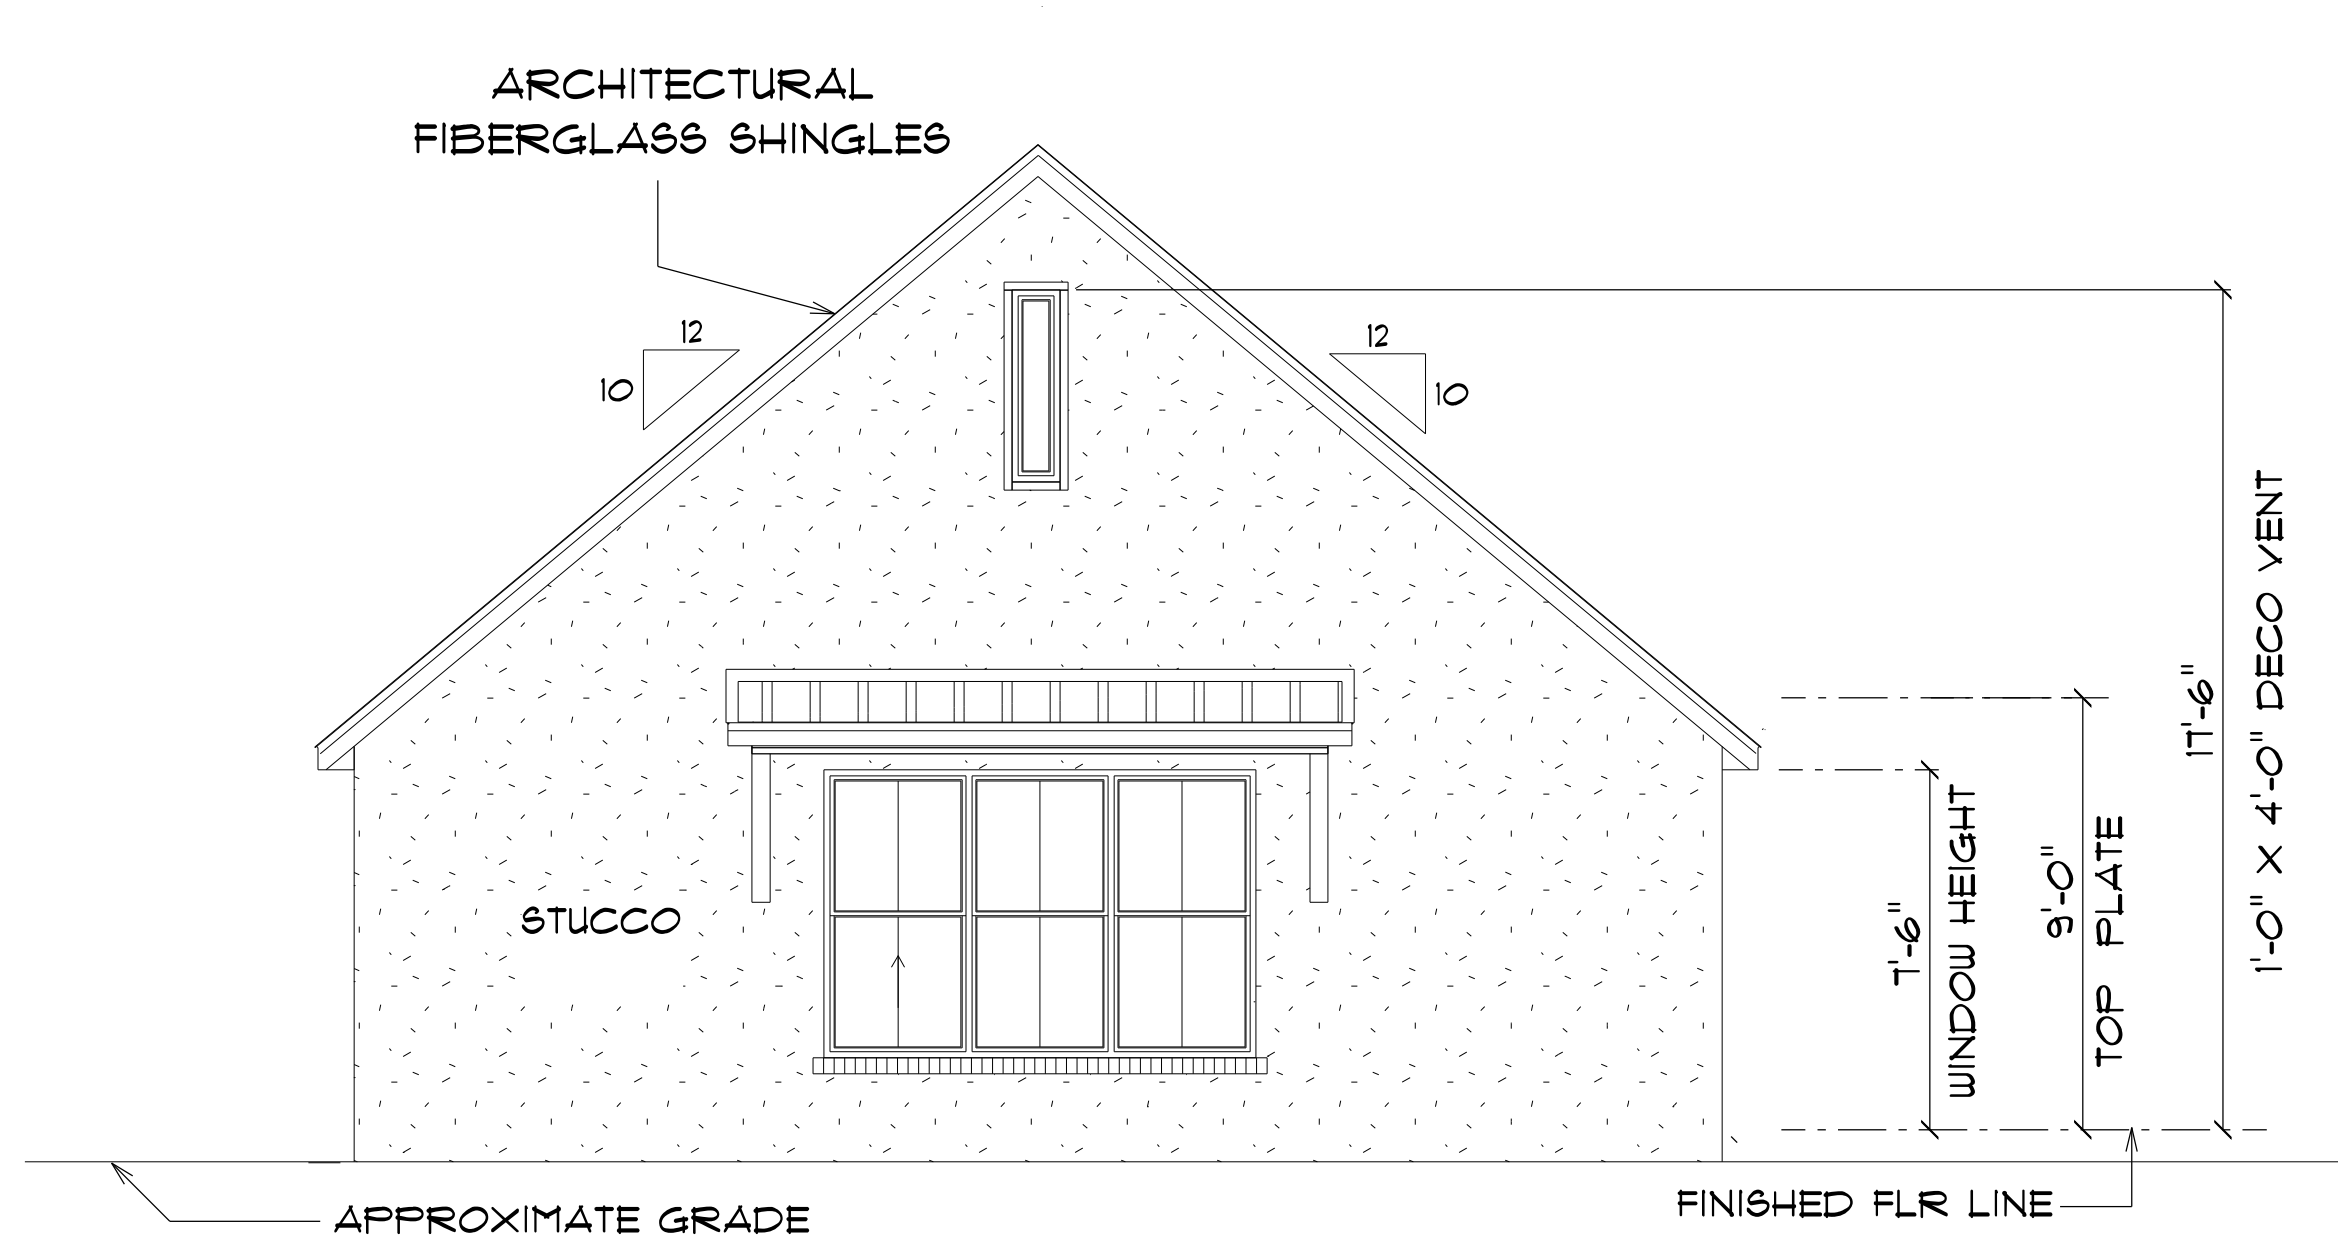 ARCHITECTURAL
FIBERGLASS SHINGLES
12
10
12
10
STUCCO
7'-6"
WINDOW HEIGHT
9'-0"
TOP PLATE
17'-6"
1'-0" X 4'-0" DECO VENT
APPROXIMATE GRADE
FINISHED FLR LINE